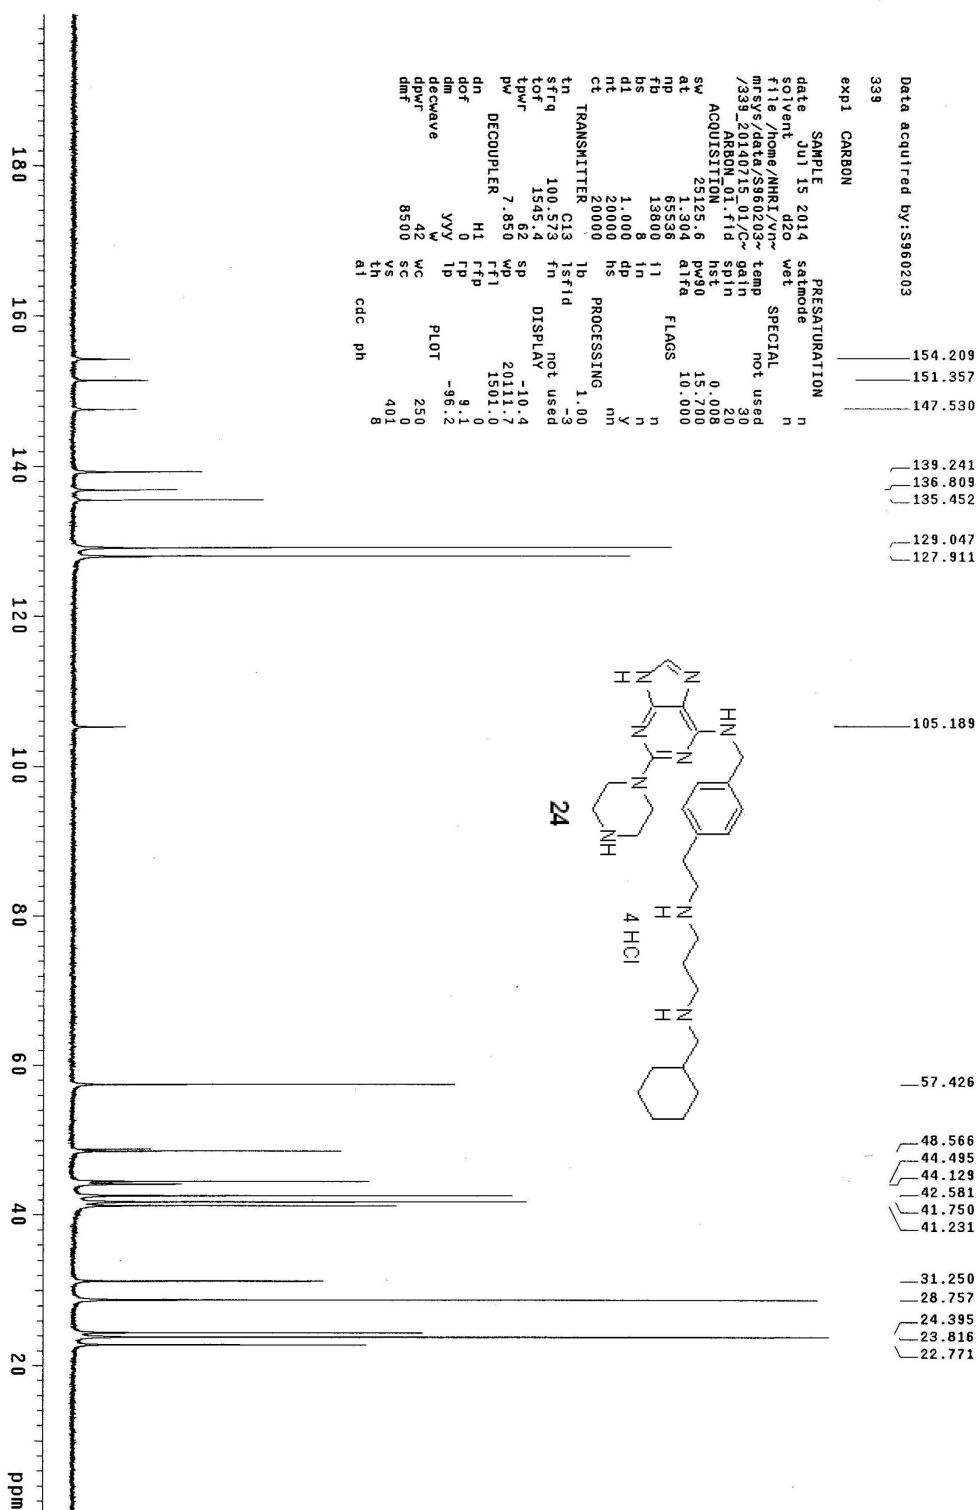 Data acquired by:S960203
339
exp1 CARBON
SAMPLE PRESATURATION
date Jul 15 2014 satmode n
solvent d2o wet n
file /home/NHRI/vn~ SPECIAL
mrsys/data/S960203~ temp not used
/339_20140715_01/C~ gain 30
ARBON_01.fid spin 20
ACQUISITION hst 0.008
sw 25125.6 pw90 15.700
at 1.304 alfa 10.000
np 65536 FLAGS
fb 13800 il n
bs 8 in n
d1 1.000 dp y
nt 20000 hs nn
ct 20000 PROCESSING
TRANSMITTER lb 1.00
tn C13 lsfid -3
sfrq 100.573 fn not used
tof 1545.4 DISPLAY
tpwr 62 sp -10.4
pw 7.850 wp 20111.7
DECOUPLER rfl 1501.0
dn H1 rfp 0
dof 0 rp 9.1
dm yyy lp -96.2
decwave w PLOT
dpwr 42 wc 250
dmf 8500 sc 0
vs 401
th 8
ai cdc ph
154.209
151.357
147.530
139.241
136.809
135.452
129.047
127.911
105.189
57.426
48.566
44.495
44.129
42.581
41.750
41.231
31.250
28.757
24.395
23.816
22.771
N
H
N
N
N
HN
N
NH
24
N
H
4 HCl
N
H
180 160 140 120 100 80 60 40 20 ppm